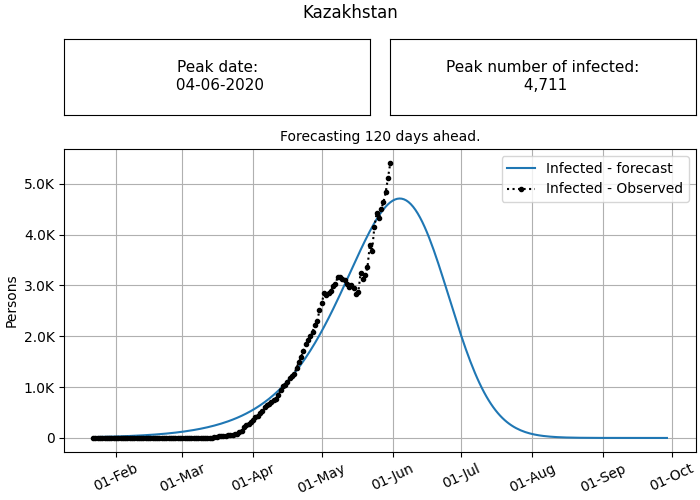 Kazakhstan
Peak date:
04-06-2020
Peak number of infected:
4,711
Forecasting 120 days ahead.
Infected - forecast
Infected - Observed
Persons
5.0K
4.0K
3.0K
2.0K
1.0K
0
01-Feb
01-Mar
01-Apr
01-May
01-Jun
01-Jul
01-Aug
01-Sep
01-Oct